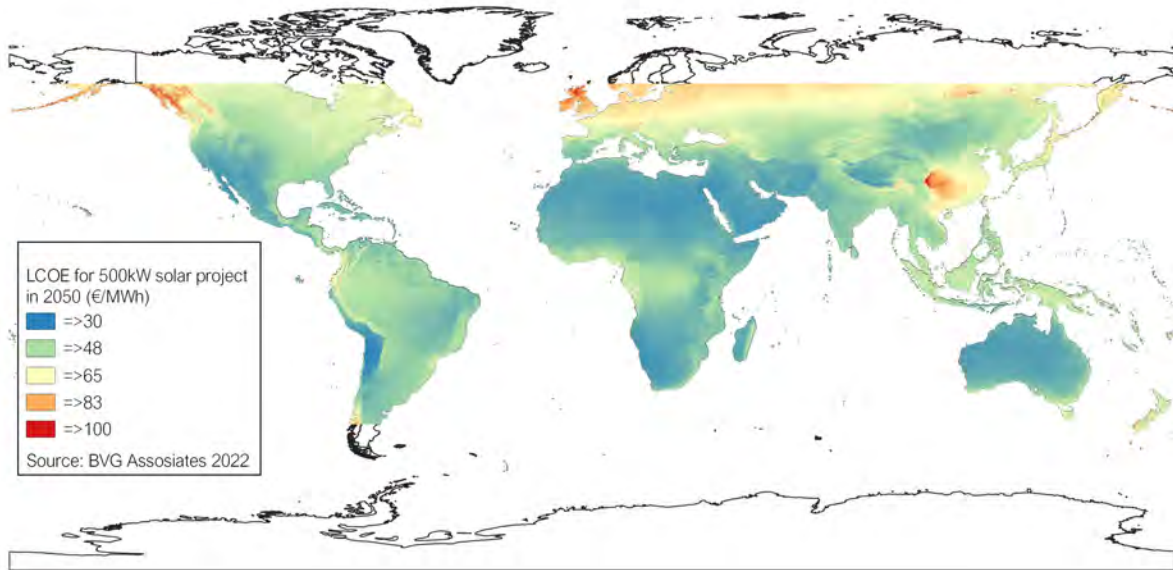 LCOE for 500kW solar project
in 2050 (€/MWh)
=>30
=>48
=>65
=>83
=>100
Source: BVG Assosiates 2022